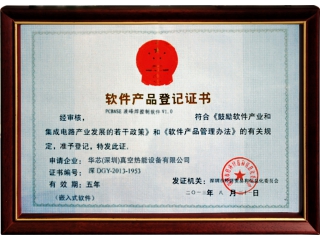 软件产品登记证书
经审核，
符合《鼓励软件产业和
集成电路产业发展的若干政策》和《软件产品管理办法》的有关规
定，准予登记，特发此证．
申请企业：华芯(深圳)真空热能设备有限公司
证书编号：深 DGY-2013-1953
有 效 期：五年
(嵌入式软件)
发证机关：